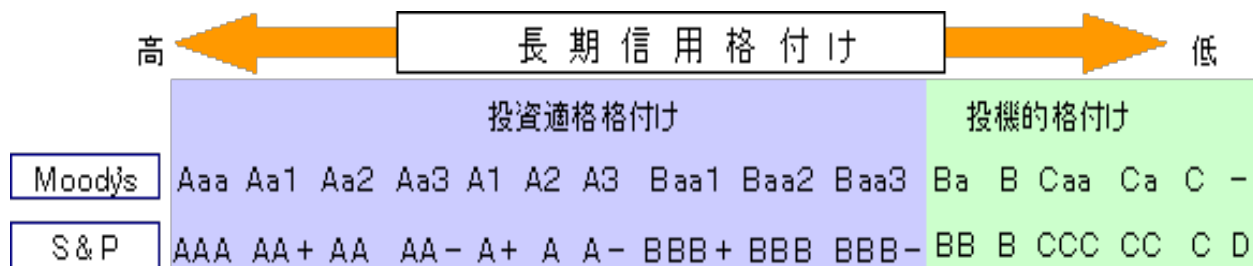 高 長期信用格付け 低
投資適格格付け 投機的格付け
Moody's Aaa Aa1 Aa2 Aa3 A1 A2 A3 Baa1 Baa2 Baa3 Ba B Caa Ca C -
S&P AAA AA+ AA AA- A+ A A- BBB+ BBB BBB- BB B CCC CC C D